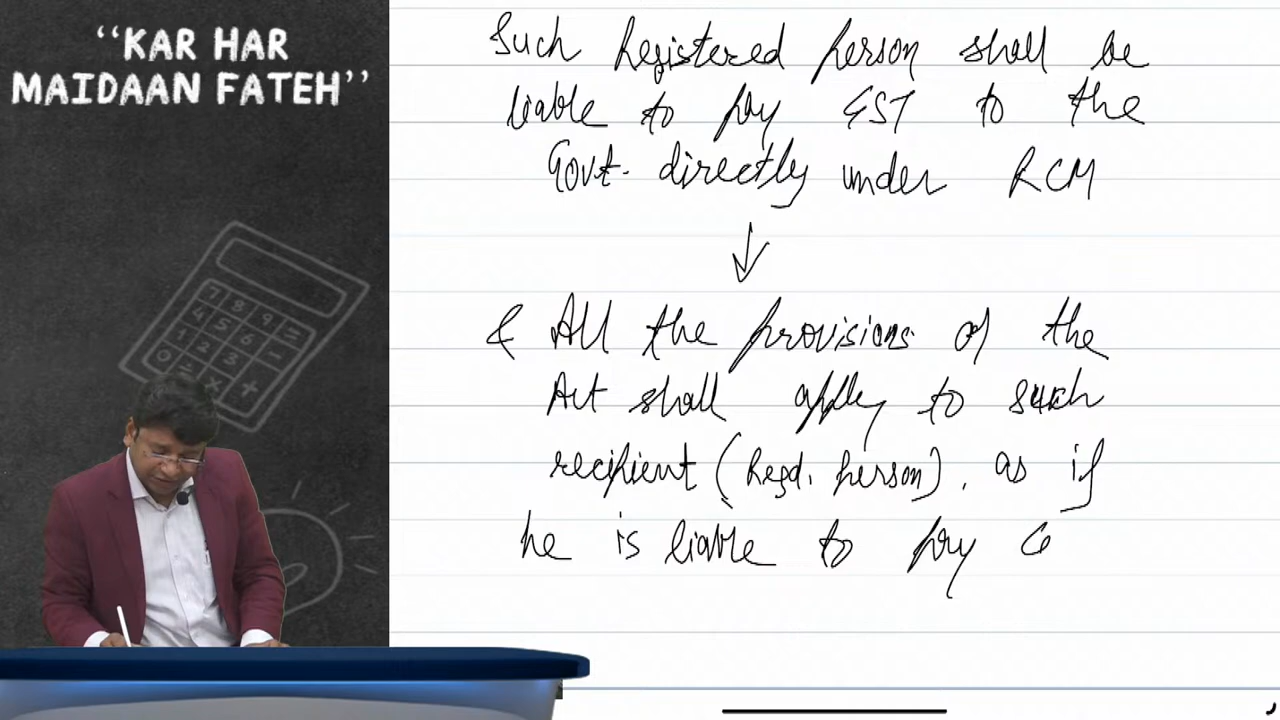 “KAR HAR
MAIDAAN FATEH”
Such Registered person shall be
liable to pay GST to the
Govt. directly under RCM
↓
& All the provisions of the
Act shall apply to such
recipient (Regd. person), as if
he is liable to pay G